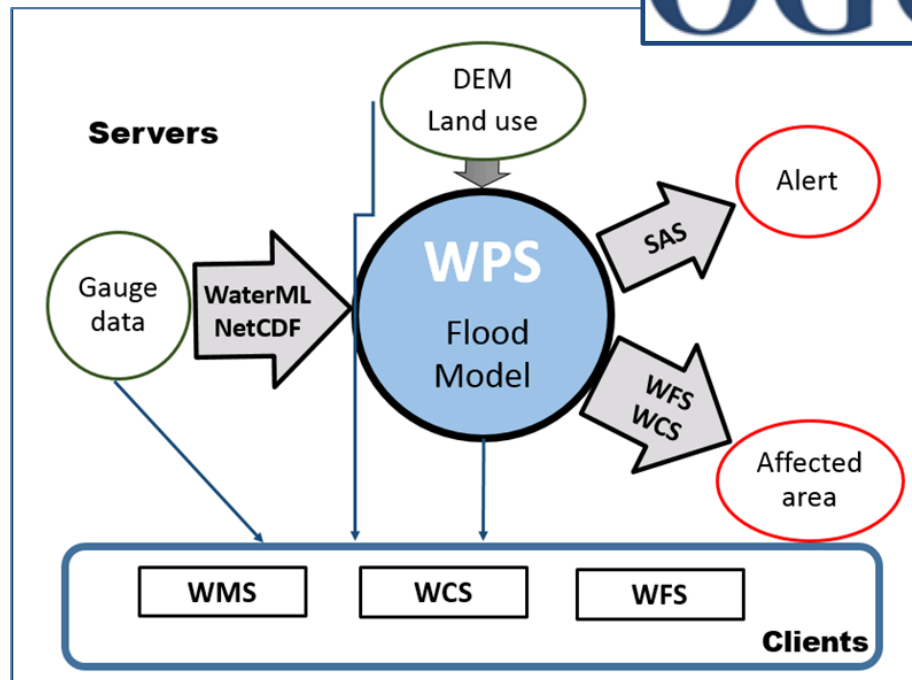 OGC
DEM
Land use
Servers
Alert
SAS
WPS
Gauge
data
WaterML
NetCDF
Flood
Model
WFS
WCS
Affected
area
WMS
WCS
WFS
Clients